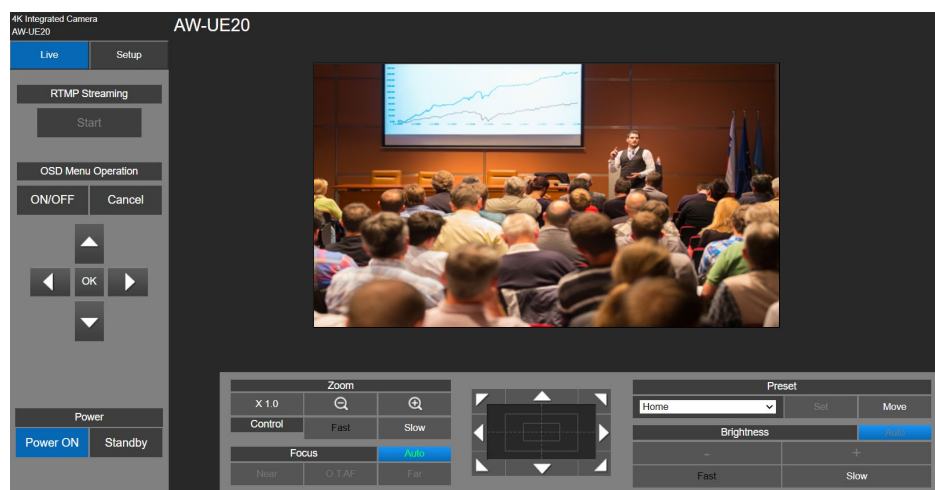 4K Integrated Camera
AW-UE20
AW-UE20
Live
Setup
RTMP Streaming
Start
OSD Menu Operation
ON/OFF
Cancel
OK
Power
Power ON
Standby
Zoom
X 1.0
Control
Fast
Slow
Focus
Auto
Near
O.T.AF
Far
Preset
Home
Set
Move
Brightness
Auto
-
+
Fast
Slow